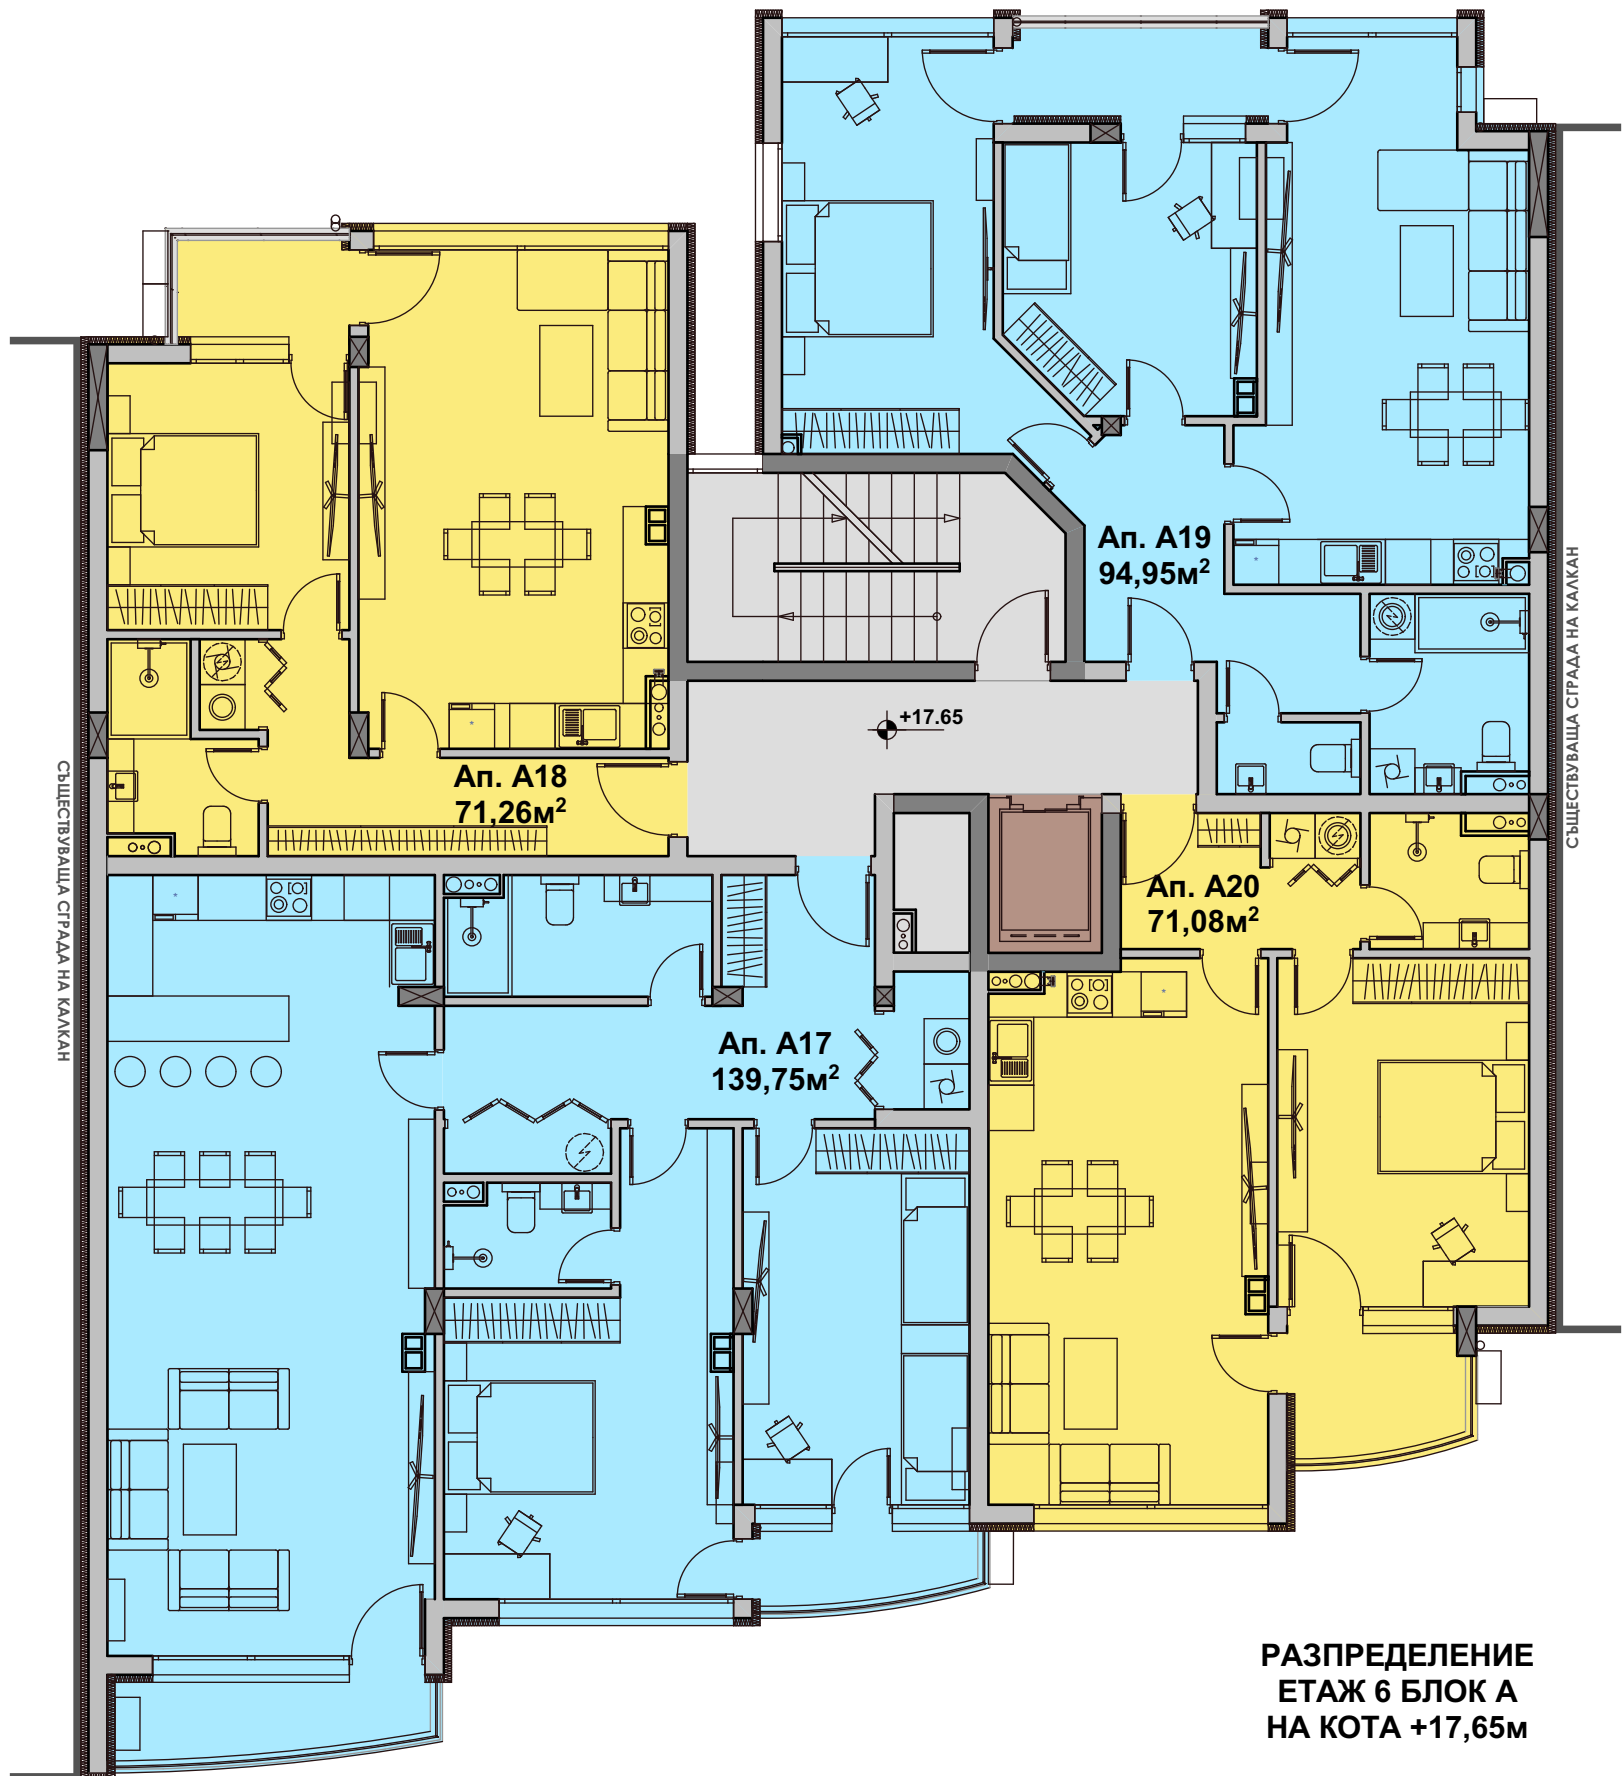 Ап. А19
94,95м²
+17.65
Ап. А18
71,26м²
Ап. А20
71,08м²
Ап. А17
139,75м²
СЪЩЕСТВУВАЩА СГРАДА НА КАЛКАН
СЪЩЕСТВУВАЩА СГРАДА НА КАЛКАН
РАЗПРЕДЕЛЕНИЕ
ЕТАЖ 6 БЛОК А
НА КОТА +17,65м